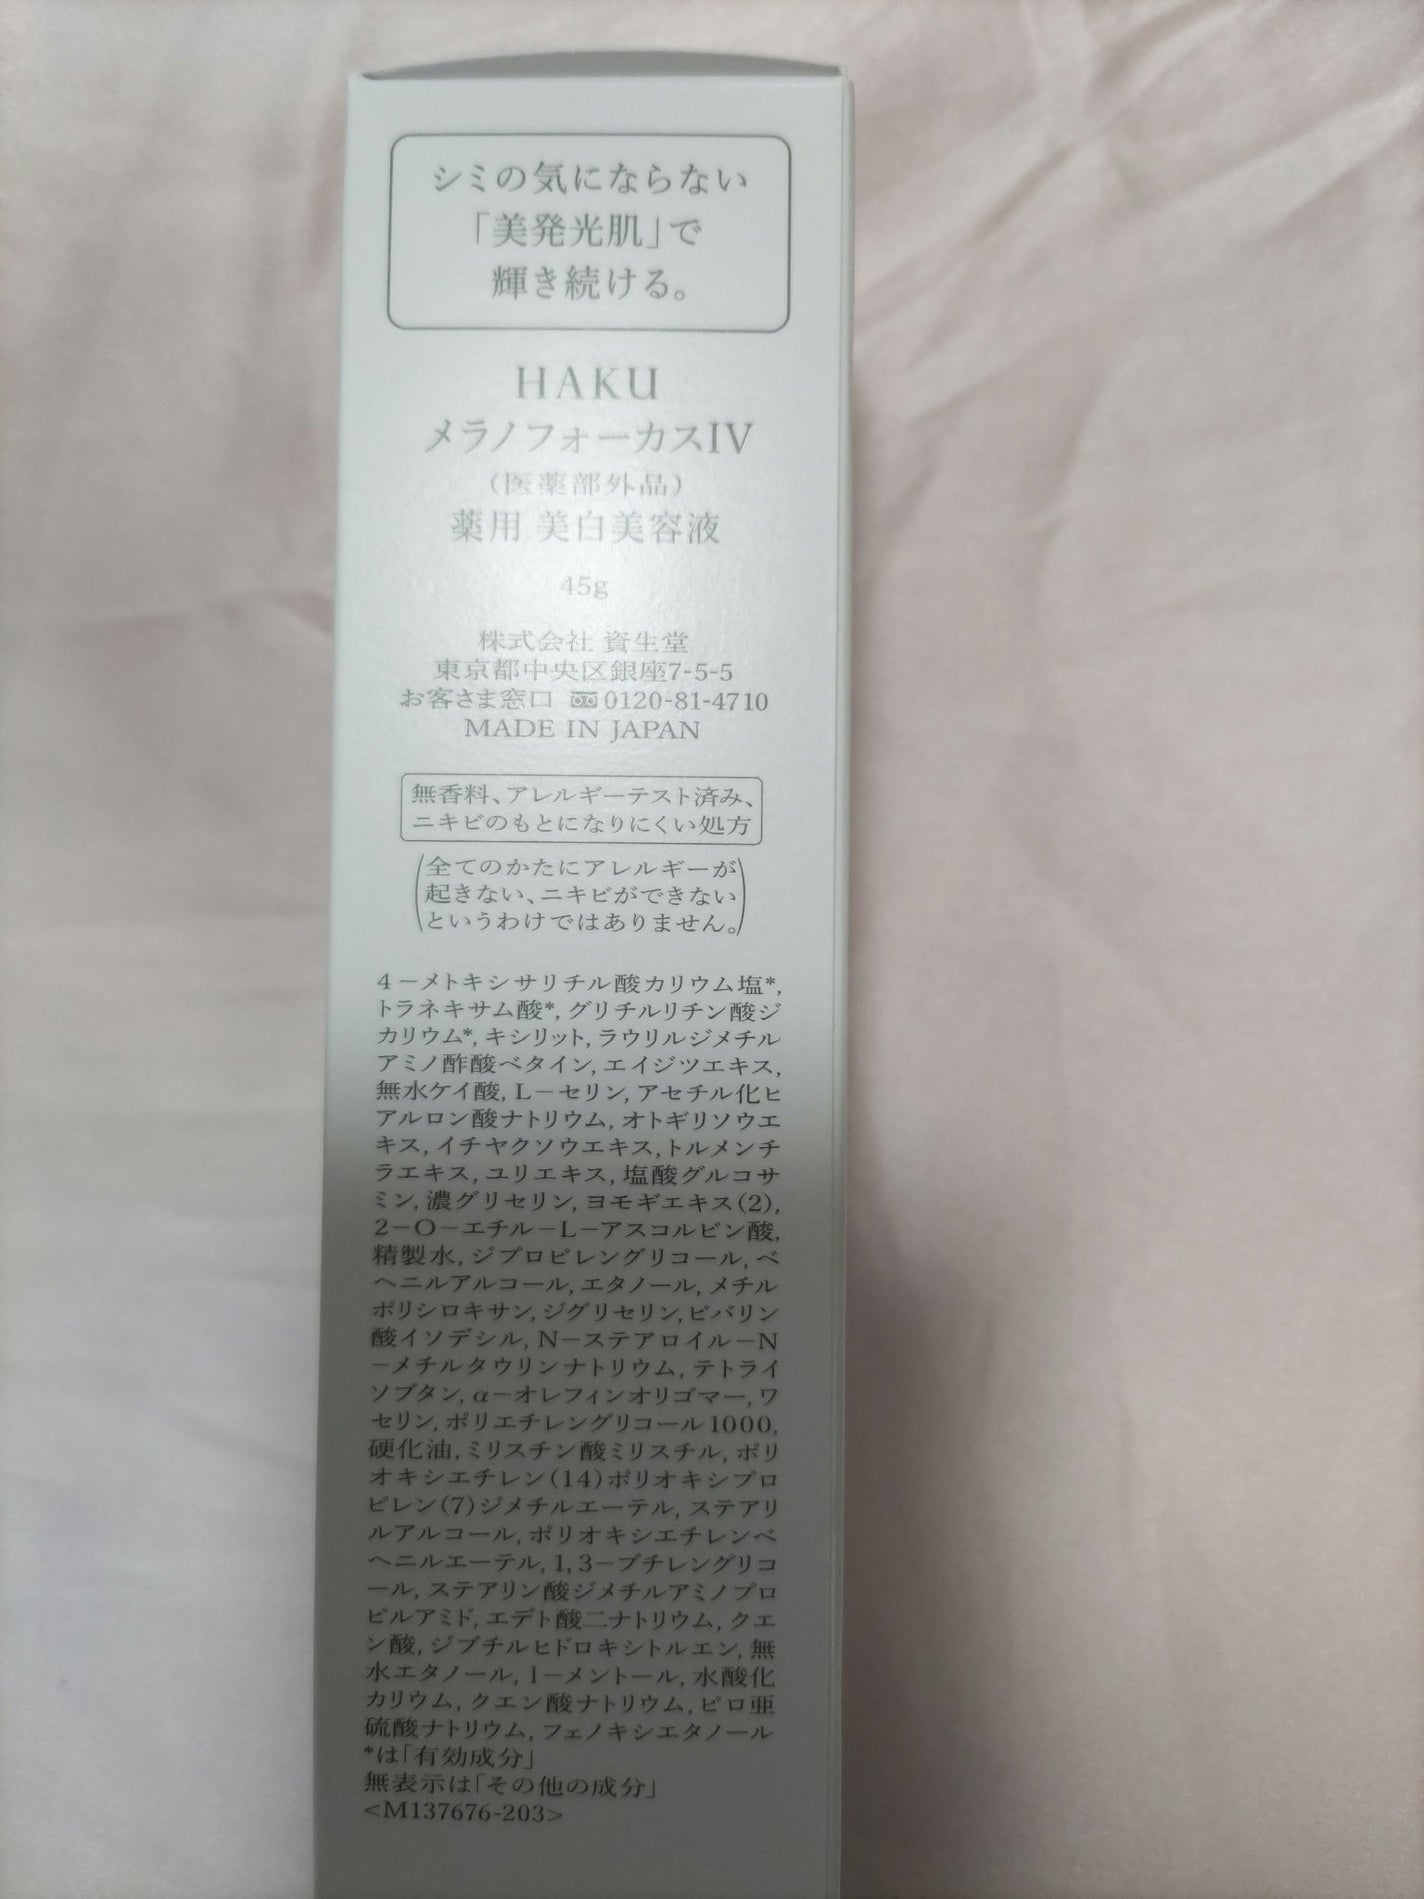 シミの気にならない
「美発光肌」で
輝き続ける。
HAKU
メラノフォーカスIV
(医薬部外品)
薬用 美白美容液
45g
株式会社 資生堂
東京都中央区銀座7-5-5
お客さま窓口 0120-81-4710
MADE IN JAPAN
無香料、アレルギーテスト済み、
ニキビのもとになりにくい処方
(全てのかたにアレルギーが
起きない、ニキビができない
というわけではありません。)
4－メトキシサリチル酸カリウム塩*,
トラネキサム酸*, グリチルリチン酸ジ
カリウム*, キシリット, ラウリルジメチル
アミノ酢酸ベタイン, エイジツエキス,
無水ケイ酸, L－セリン, アセチル化ヒ
アルロン酸ナトリウム, オトギリソウエ
キス, イチヤクソウエキス, トルメンチ
ラエキス, ユリエキス, 塩酸グルコサ
ミン, 濃グリセリン, ヨモギエキス(2),
2－O－エチル－L－アスコルビン酸,
精製水, ジプロピレングリコール, ベ
ヘニルアルコール, エタノール, メチル
ポリシロキサン, ジグリセリン, ピバリン
酸イソデシル, N－ステアロイル－N
－メチルタウリンナトリウム, テトライ
ソブタン, α－オレフィンオリゴマー, ワ
セリン, ポリエチレングリコール1000,
硬化油, ミリスチン酸ミリスチル, ポリ
オキシエチレン(14)ポリオキシプロ
ピレン(7)ジメチルエーテル, ステアリ
ルアルコール, ポリオキシエチレンベ
ヘニルエーテル, 1,3－ブチレングリコ
ール, ステアリン酸ジメチルアミノプロ
ピルアミド, エデト酸二ナトリウム, クエ
ン酸, ジブチルヒドロキシトルエン, 無
水エタノール, l－メントール, 水酸化
カリウム, クエン酸ナトリウム, ピロ亜
硫酸ナトリウム, フェノキシエタノール
*は「有効成分」
無表示は「その他の成分」
<M137676-203>